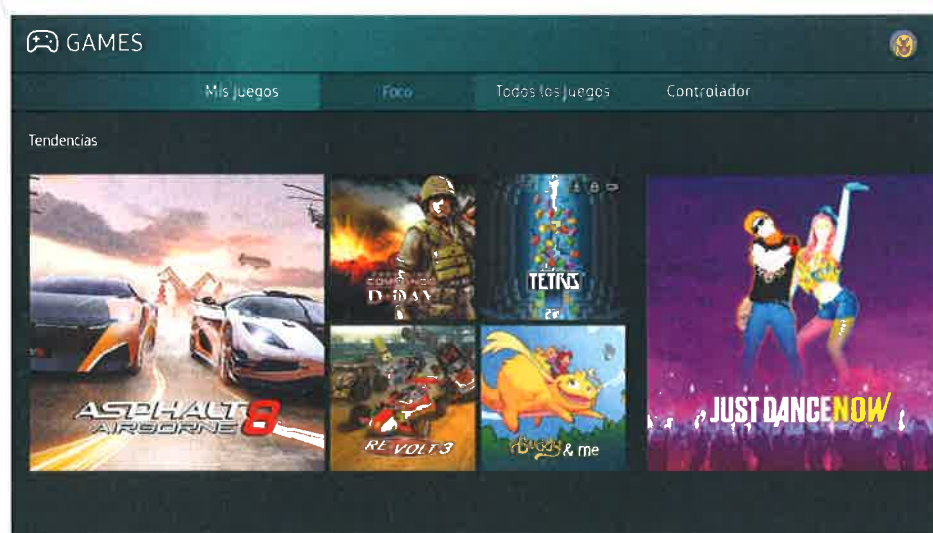 GAMES
Mis Juegos
Foco
Todos los Juegos
Controlador
Tendencias
D-DAY
TETRIS
ASPHALT 8
AIRBORNE
RE-VOLT 3
Buddy & me
JUST DANCE NOW